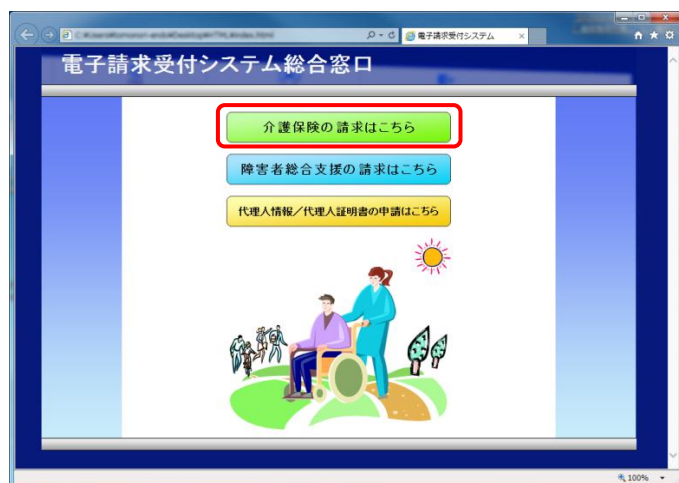 電子請求受付システム
電子請求受付システム総合窓口
介護保険の請求はこちら
障害者総合支援の請求はこちら
代理人情報／代理人証明書の申請はこちら
100%